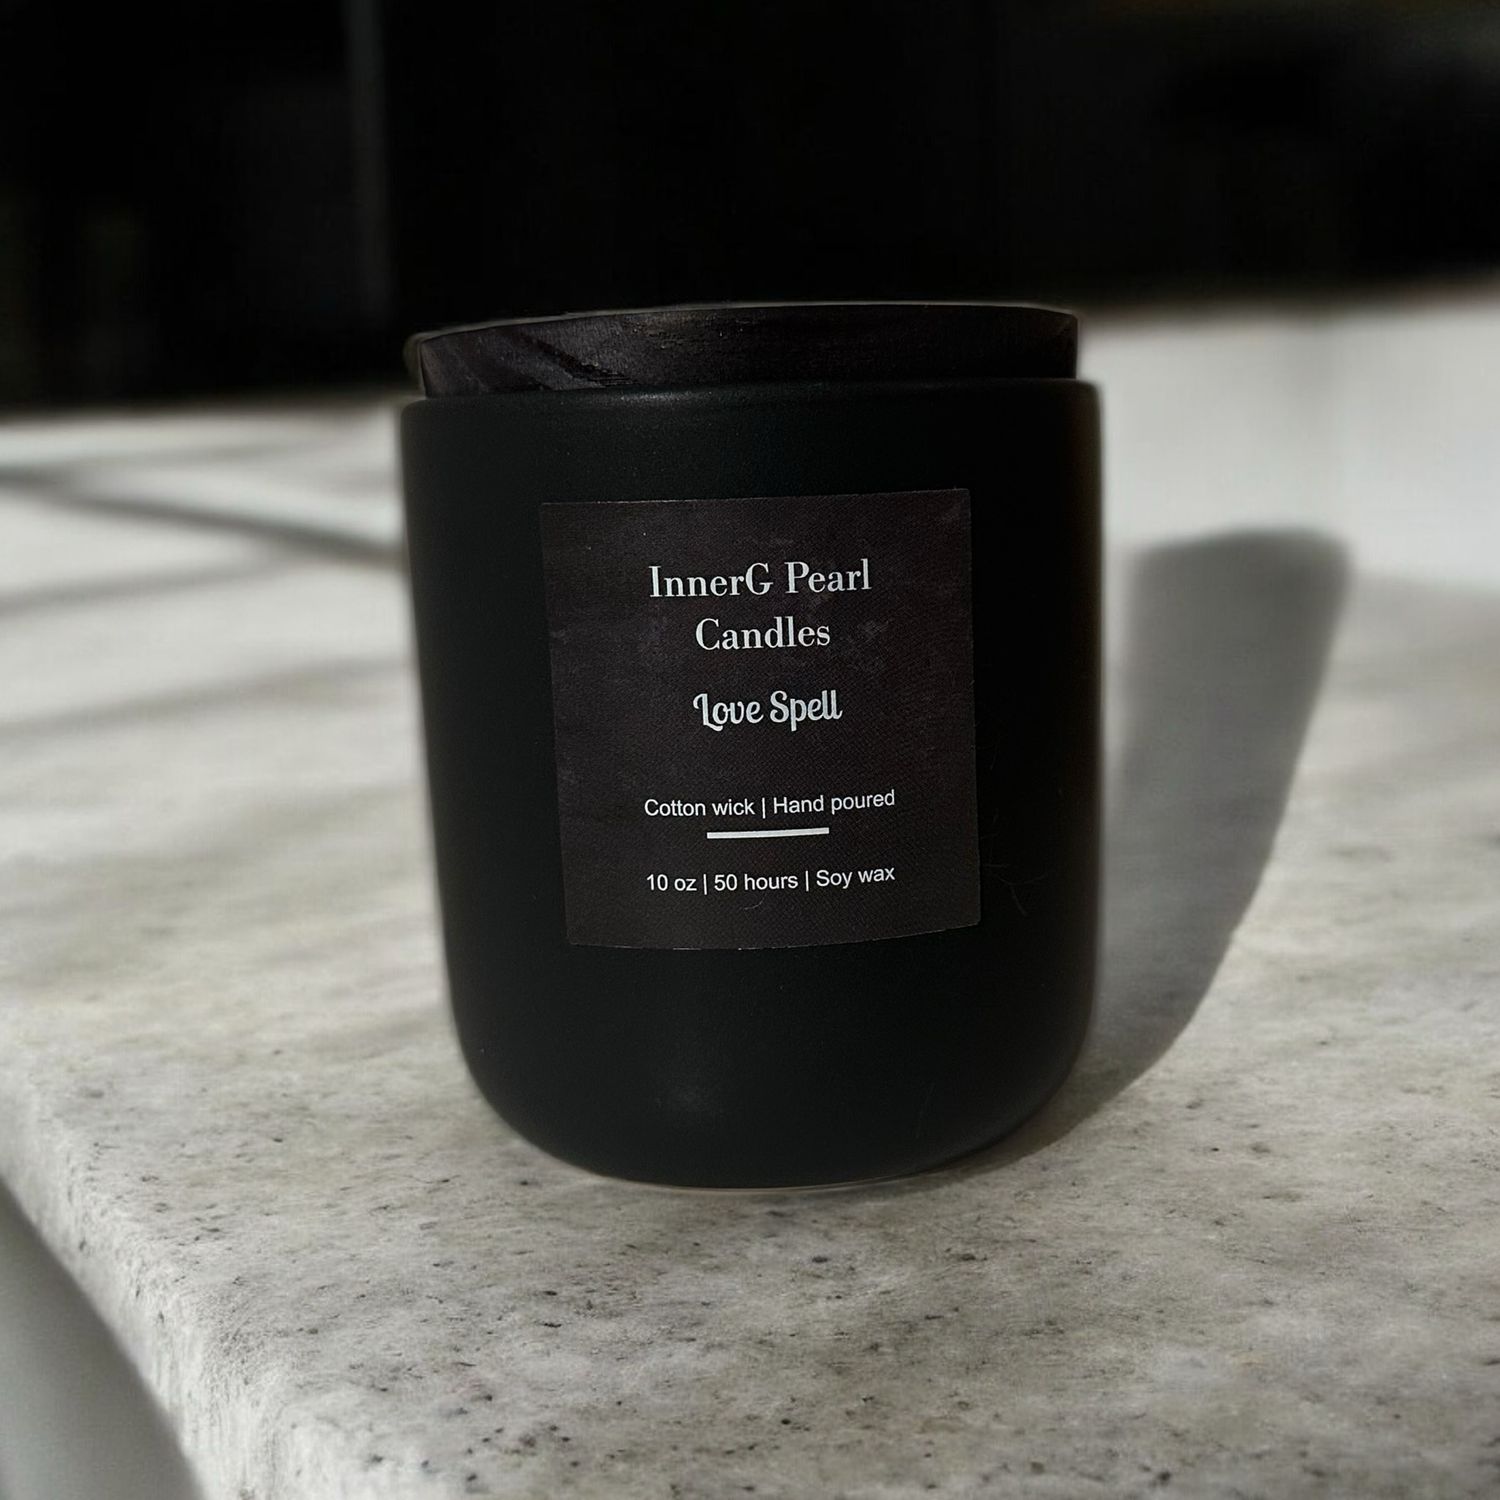 InnerG Pearl
Candles
Love Spell
Cotton wick | Hand poured
10 oz | 50 hours | Soy wax